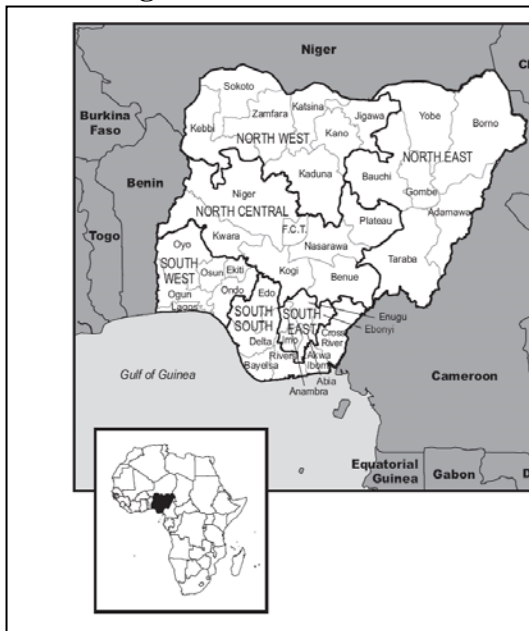 Niger
Burkina
Faso
Benin
Togo
Sokoto
Zamfara
Katsina
Jigawa
Kebbi
NORTH WEST
Kano
Kaduna
Yobe
Borno
NORTH EAST
Bauchi
Gombe
Adamawa
Niger
NORTH CENTRAL
F.C.T.
Plateau
Kwara
Nasarawa
Taraba
Kogi
Benue
Oyo
SOUTH
WEST
Osun
Ekiti
Ogun
Ondo
Lagos
Edo
SOUTH
SOUTH
SOUTH
EAST
Enugu
Ebonyi
Delta
Imo
Cross
River
Rivers
Akwa
Ibom
Bayelsa
Abia
Anambra
Gulf of Guinea
Cameroon
Equatorial
Guinea
Gabon